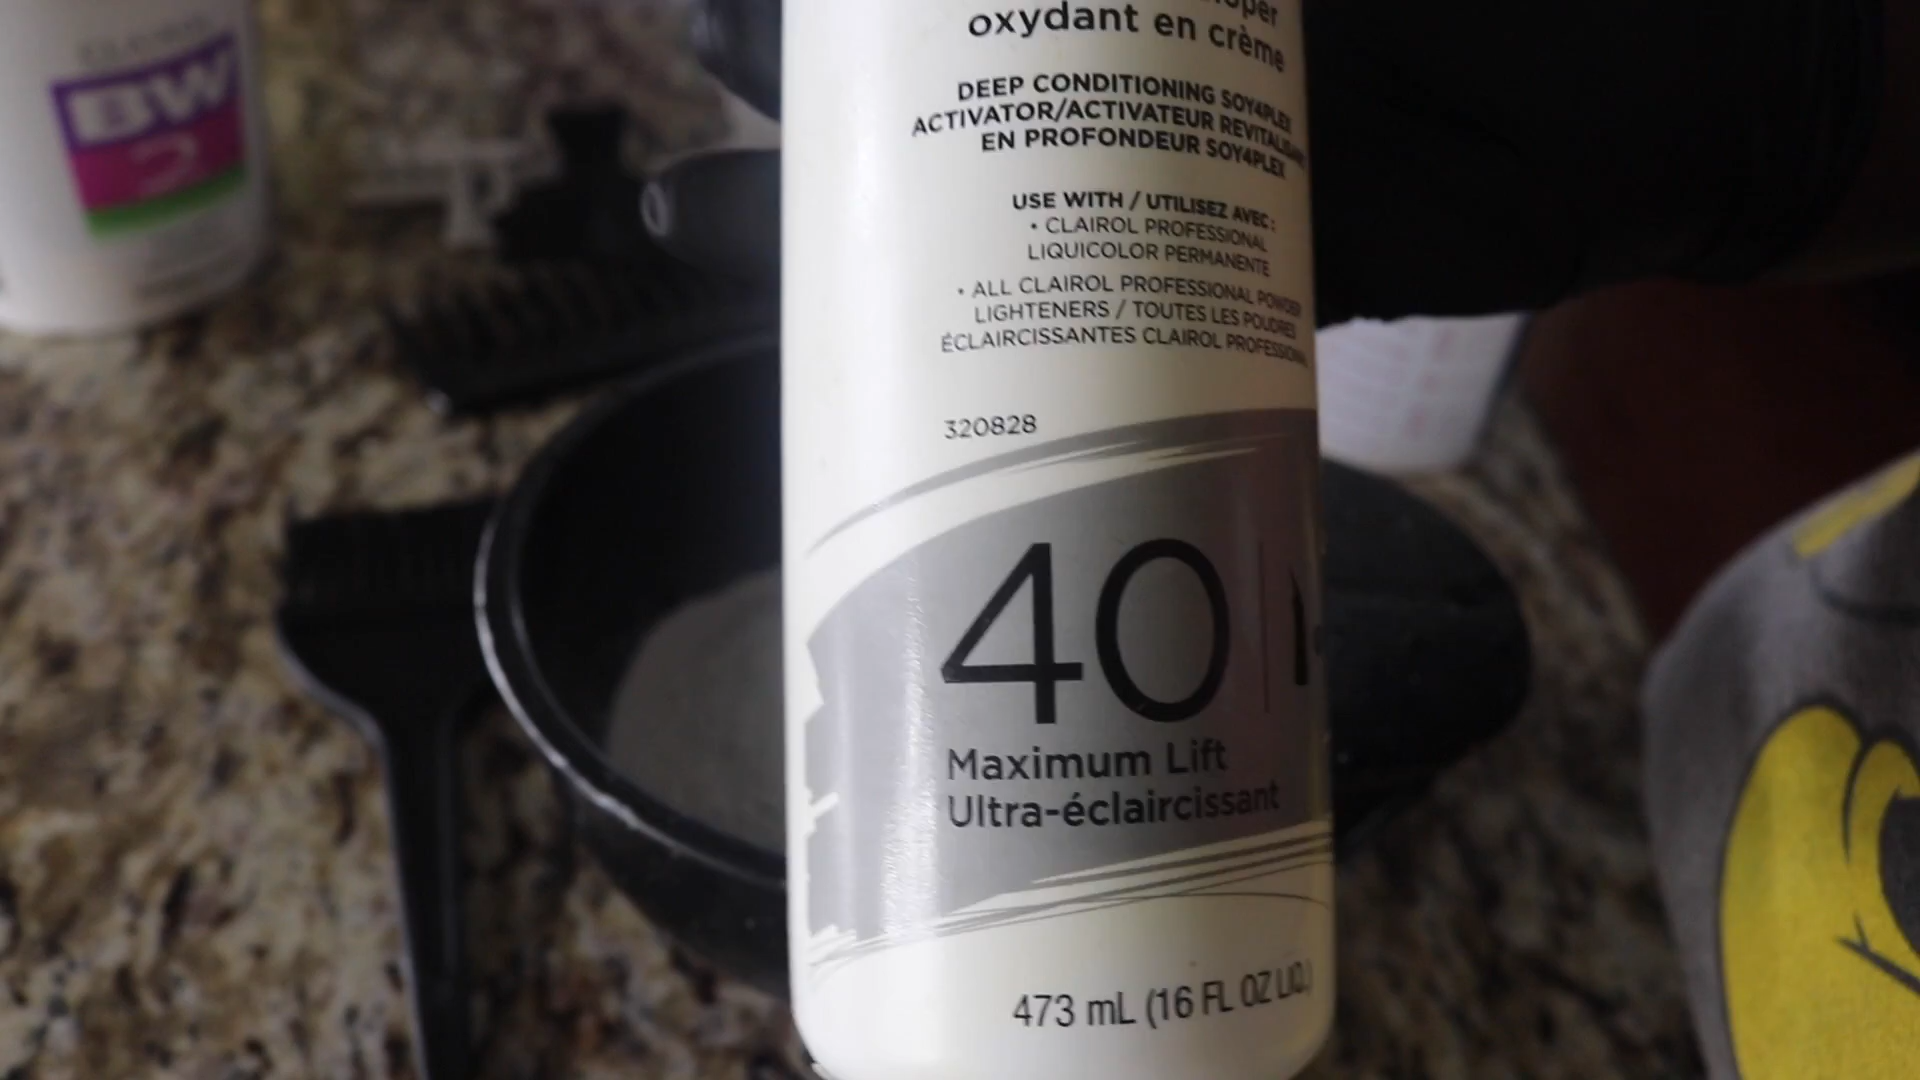 BW
2
oxydant en crème
DEEP CONDITIONING SOY4PLEX
ACTIVATOR/ACTIVATEUR REVITALISANT
EN PROFONDEUR SOY4PLEX
USE WITH / UTILISEZ AVEC:
• CLAIROL PROFESSIONAL
LIQUICOLOR PERMANENTE
• ALL CLAIROL PROFESSIONAL POWDER
LIGHTENERS / TOUTES LES POUDRES
ÉCLAIRCISSANTES CLAIROL PROFESSIONAL
320828
40
Maximum Lift
Ultra-éclaircissant
473 mL (16 FL OZ LIQ.)